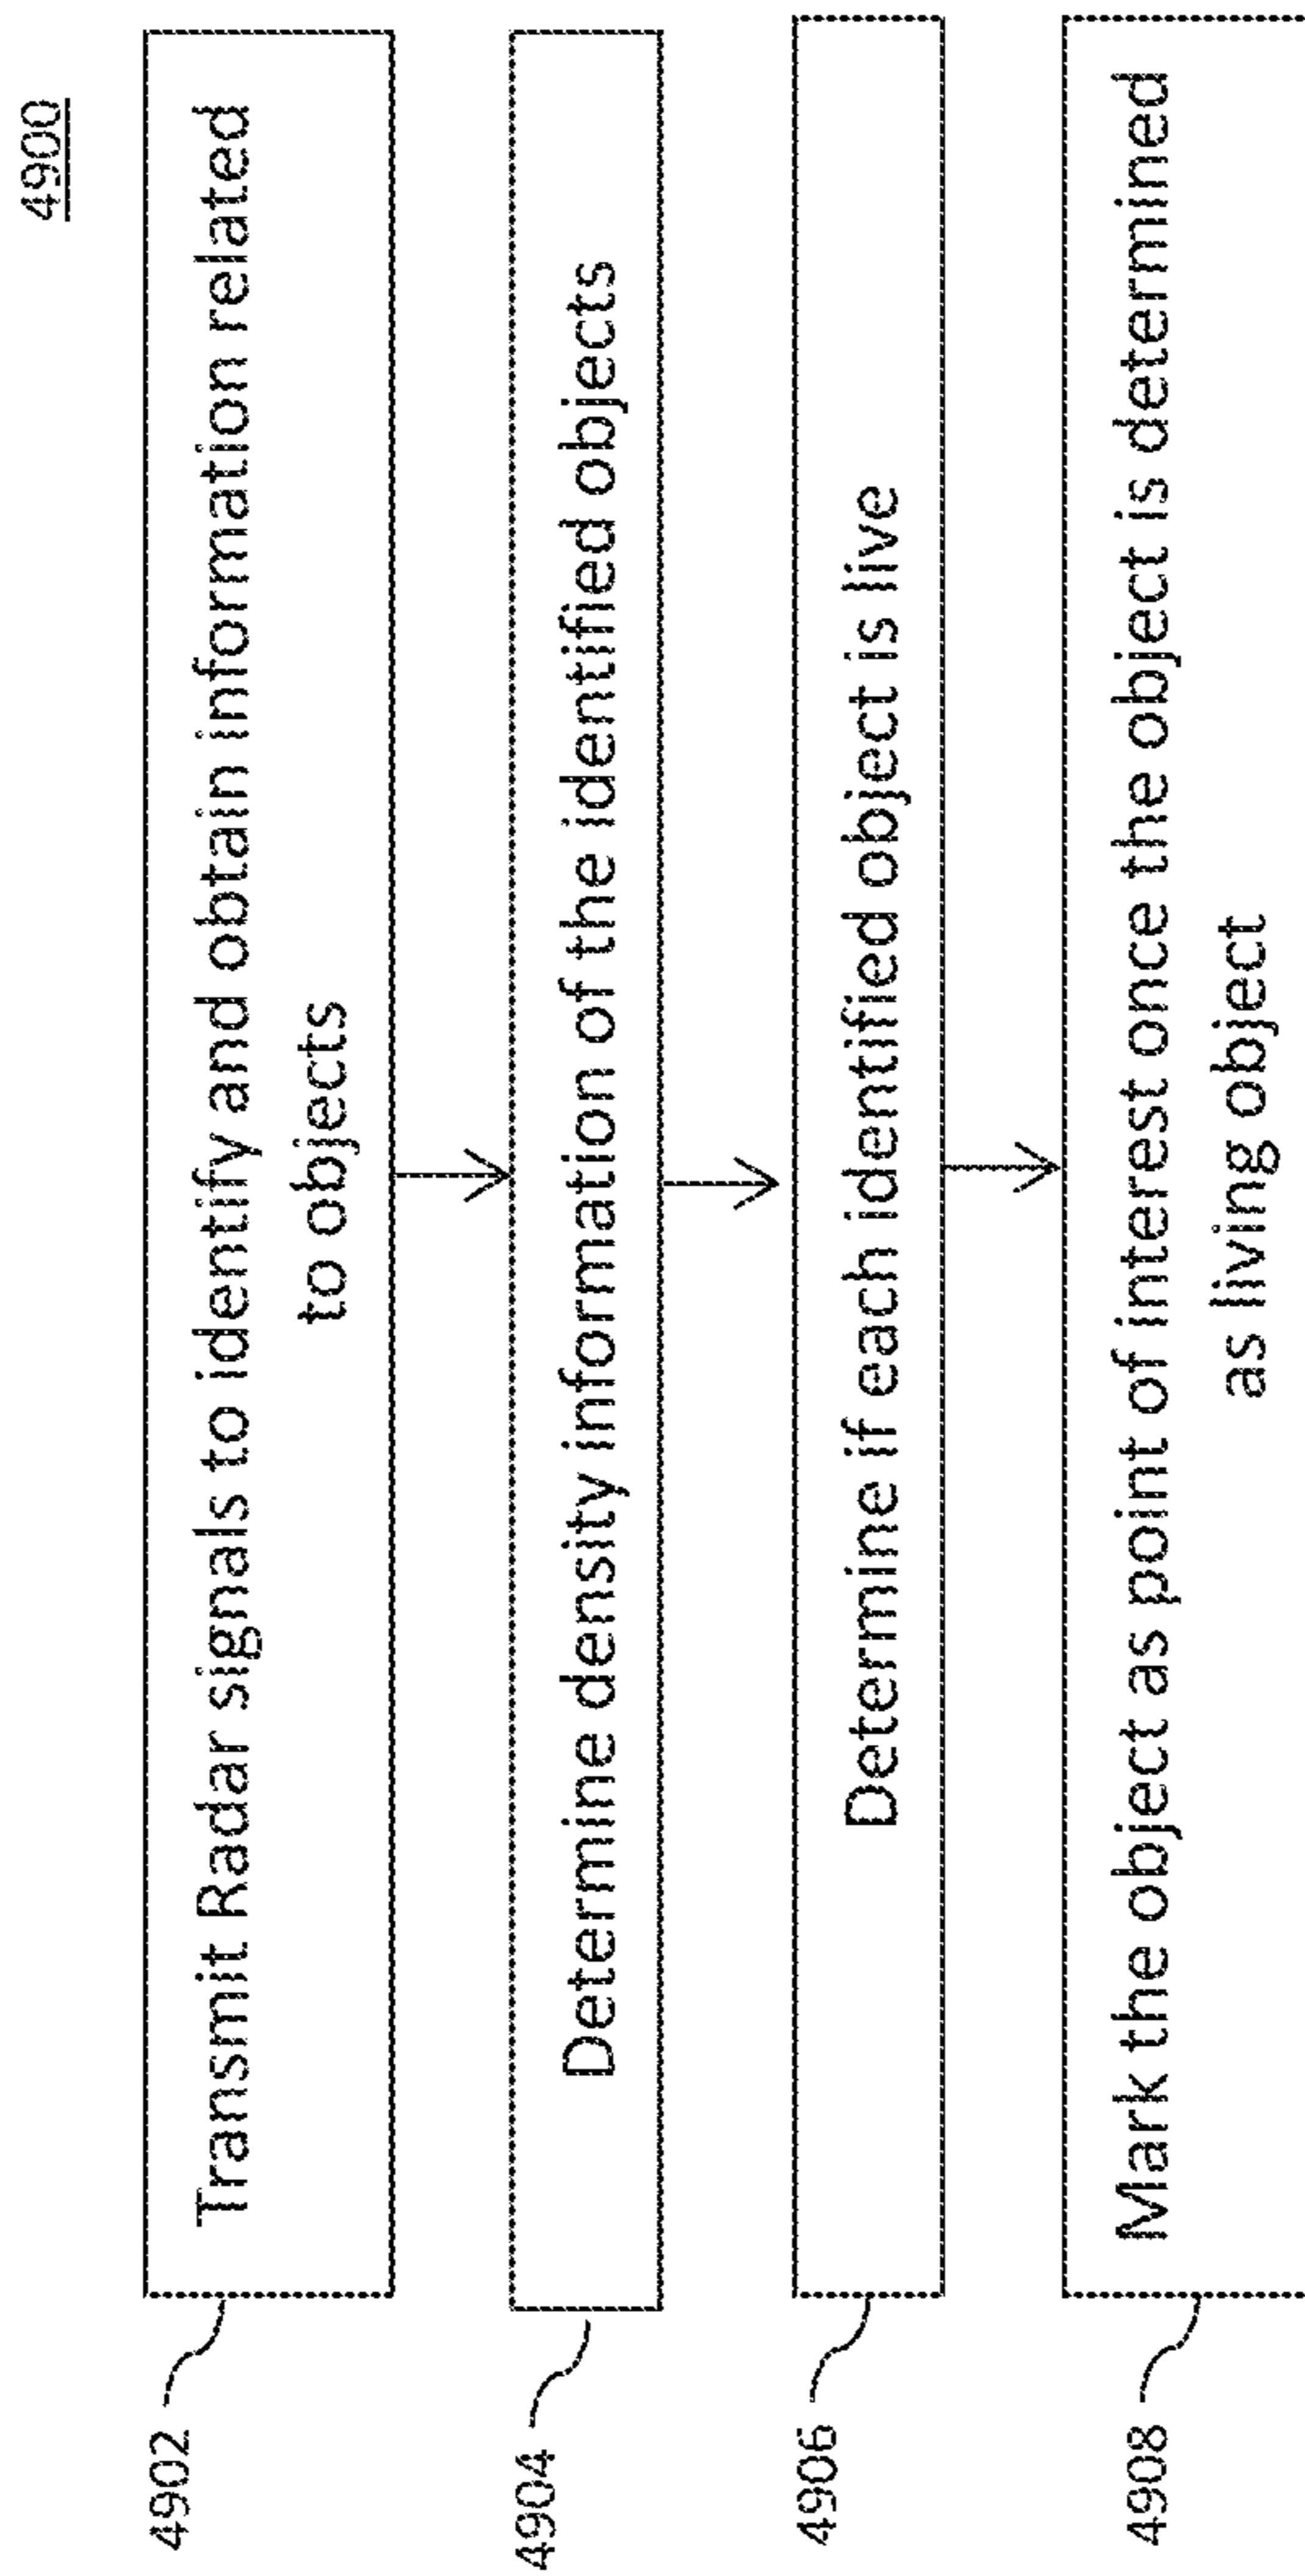 4900
4902
Transmit Radar signals to identify and obtain information related
to objects
4904
Determine density information of the identified objects
4906
Determine if each identified object is live
4908
Mark the object as point of interest once the object is determined
as living object